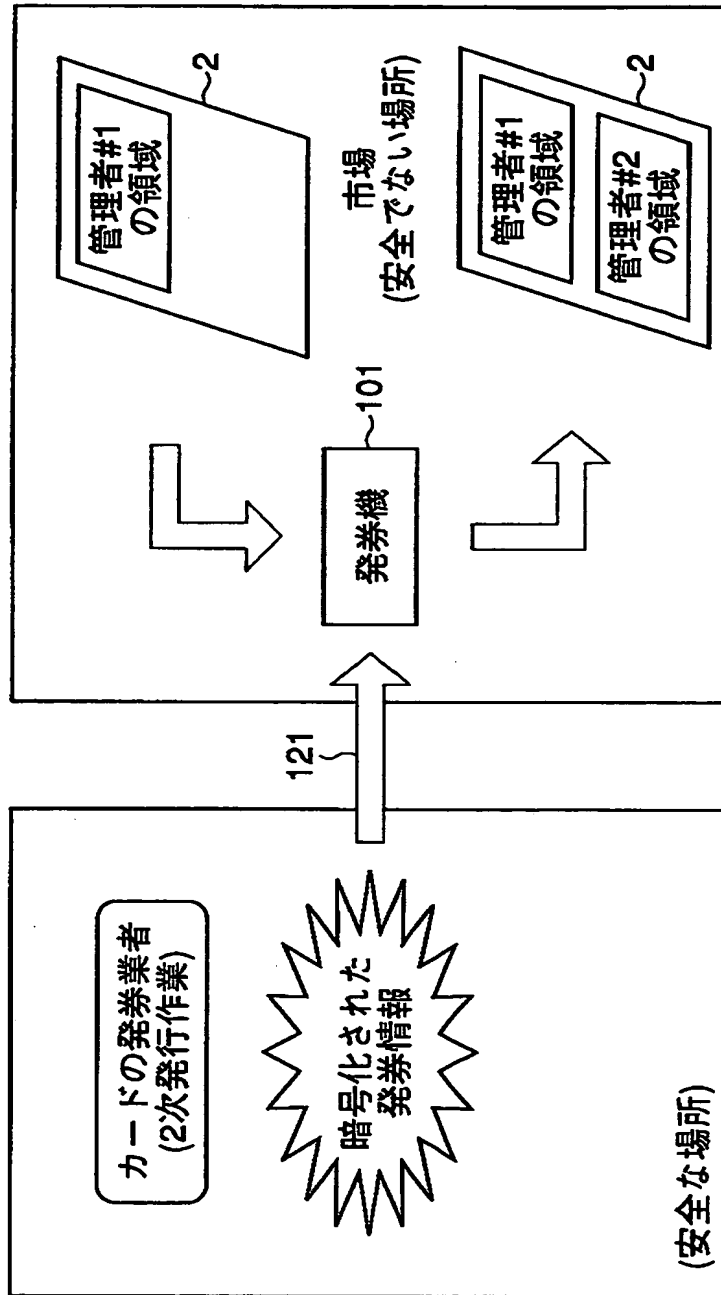 カードの発券業者
(2次発行作業)
暗号化された
発券情報
(安全な場所)
121
発券機
101
管理者#1
の領域
2
市場
(安全でない場所)
管理者#1
の領域
管理者#2
の領域
2